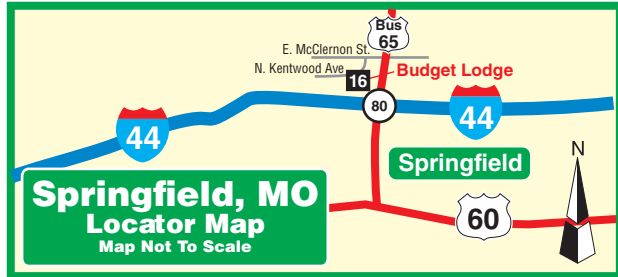 Bus
65
E. McClernon St.
N. Kentwood Ave
16
Budget Lodge
80
44
44
Springfield
N
Springfield, MO
Locator Map
Map Not To Scale
60